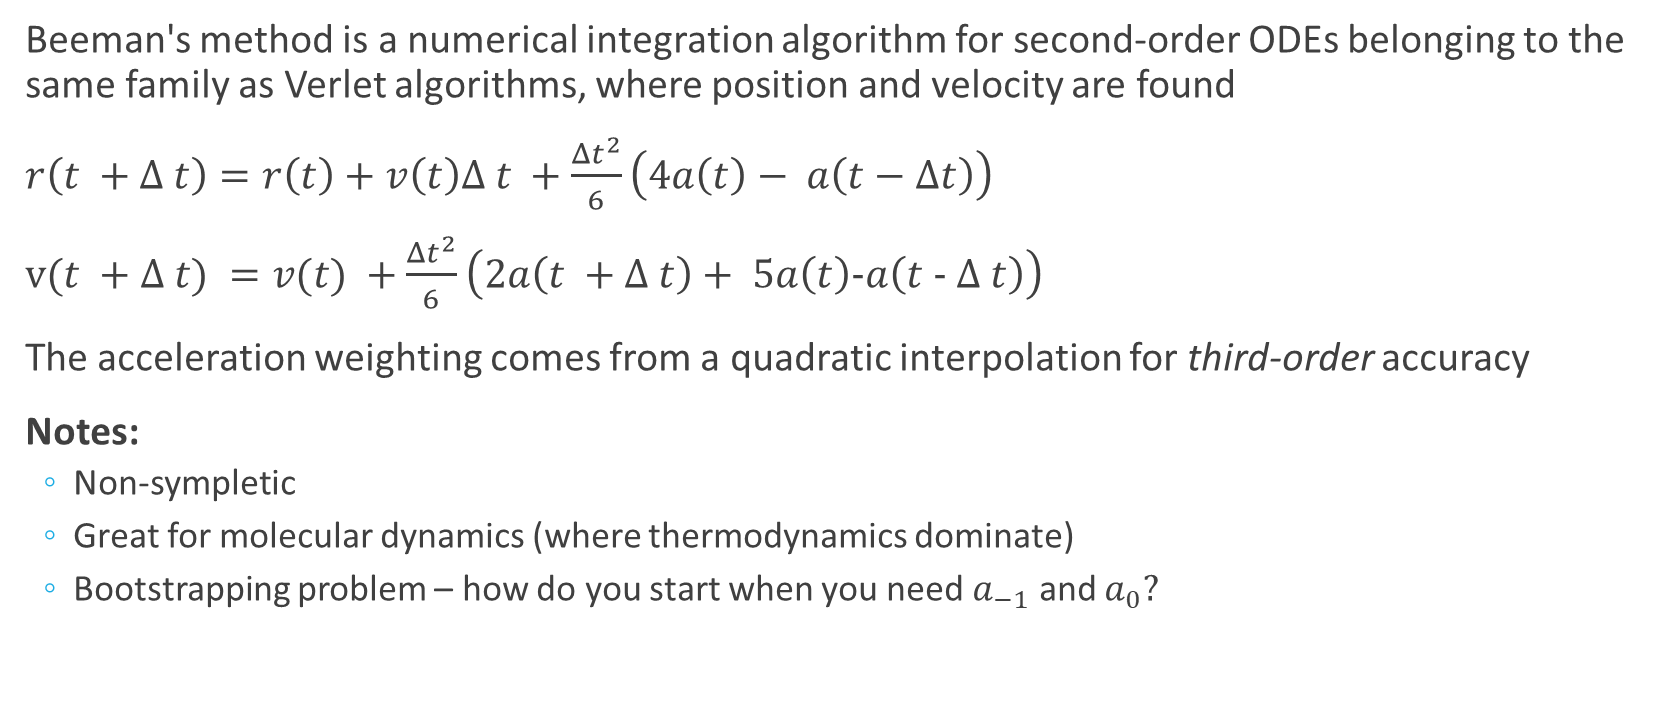 Beeman's method is a numerical integration algorithm for second-order ODEs belonging to the
same family as Verlet algorithms, where position and velocity are found
r(t + Δ t) = r(t) + v(t)Δ t + Δt²/6 (4a(t) − a(t − Δt))
v(t + Δ t) = v(t) + Δt²/6 (2a(t + Δ t) + 5a(t)-a(t - Δ t))
The acceleration weighting comes from a quadratic interpolation for third-order accuracy
Notes:
◦ Non-sympletic
◦ Great for molecular dynamics (where thermodynamics dominate)
◦ Bootstrapping problem – how do you start when you need a₋₁ and a₀?